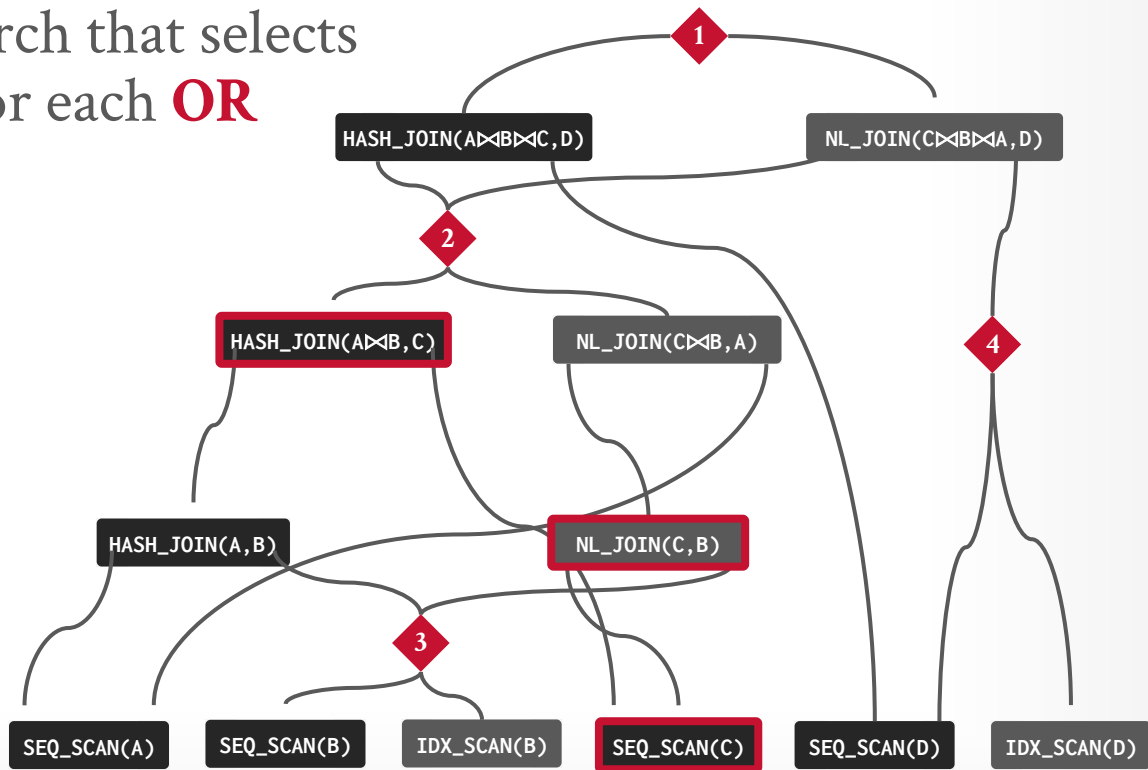 rch that selects
or each OR
1
HASH_JOIN(A⋈B⋈C,D)
NL_JOIN(C⋈B⋈A,D)
2
HASH_JOIN(A⋈B,C)
NL_JOIN(C⋈B,A)
4
HASH_JOIN(A,B)
NL_JOIN(C,B)
3
SEQ_SCAN(A)
SEQ_SCAN(B)
IDX_SCAN(B)
SEQ_SCAN(C)
SEQ_SCAN(D)
IDX_SCAN(D)